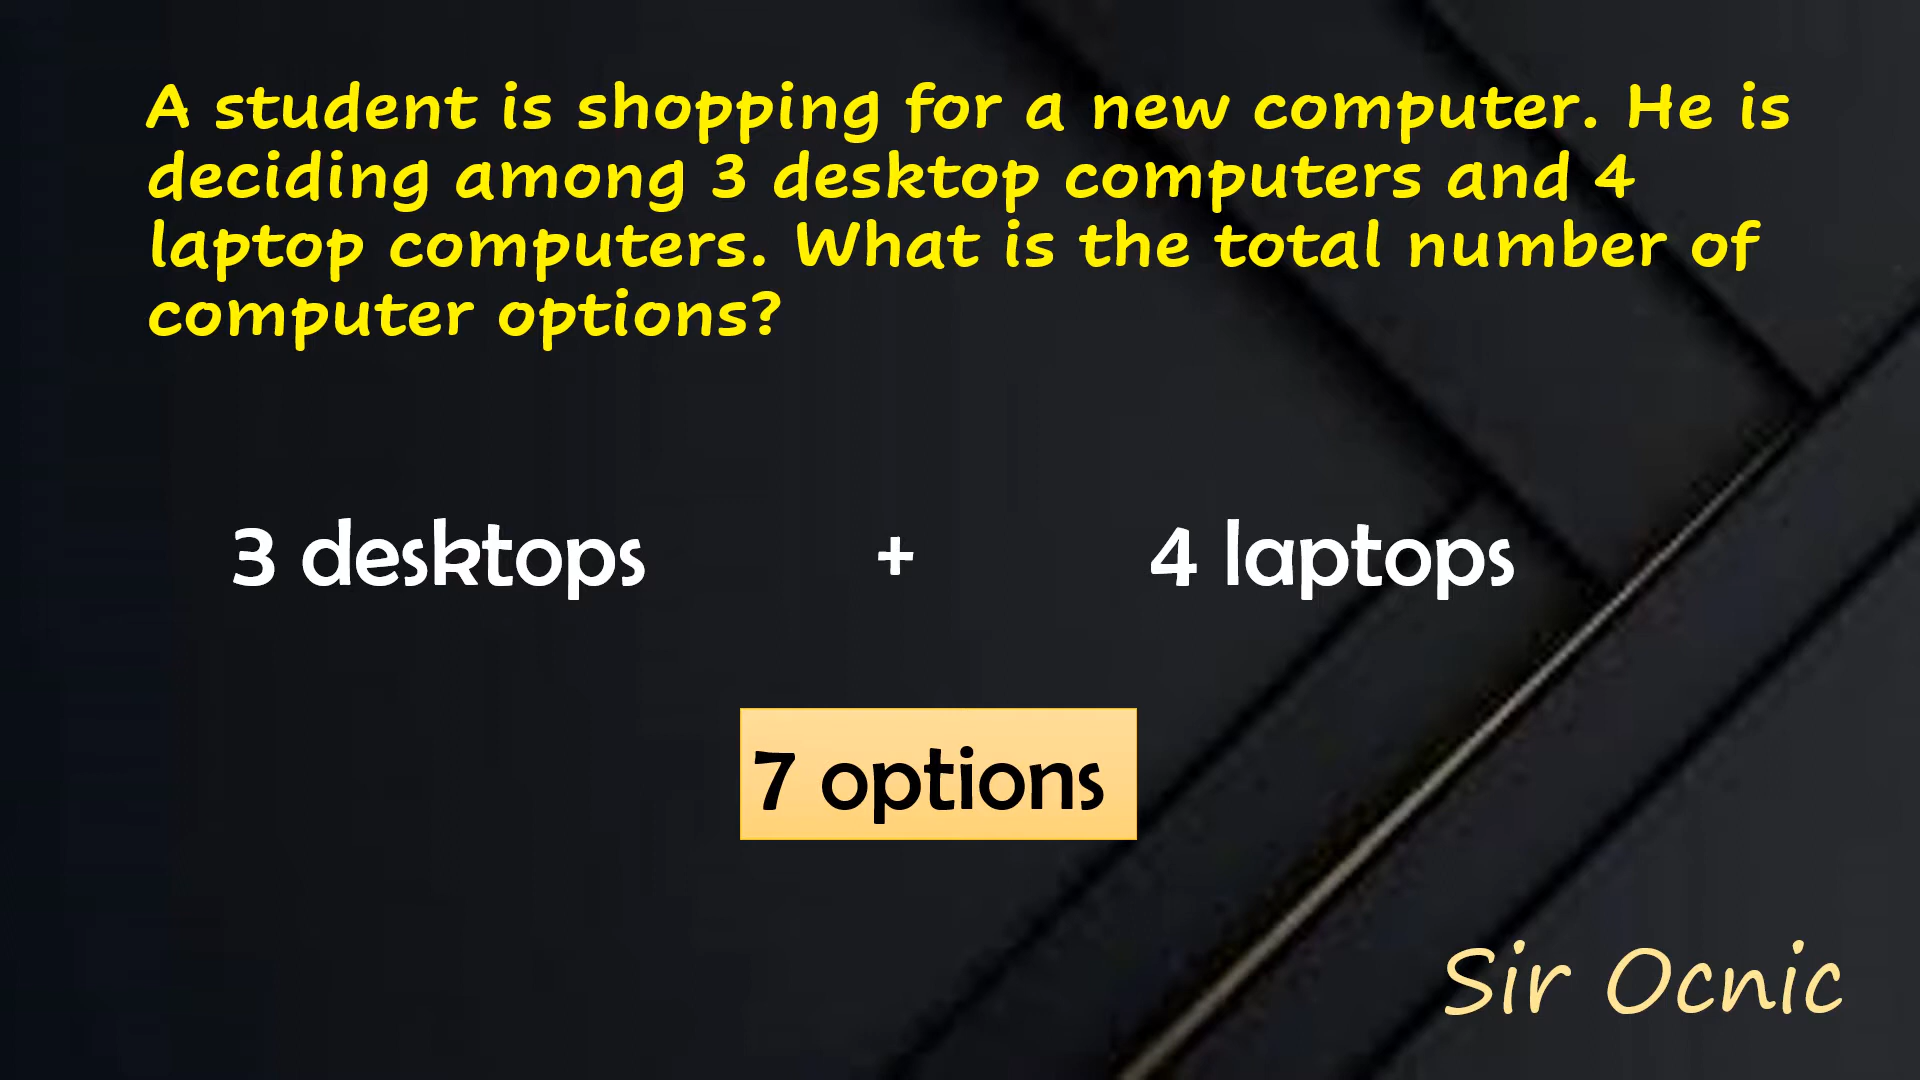 A student is shopping for a new computer. He is
deciding among 3 desktop computers and 4
laptop computers. What is the total number of
computer options?
3 desktops + 4 laptops
7 options
Sir Ocnic